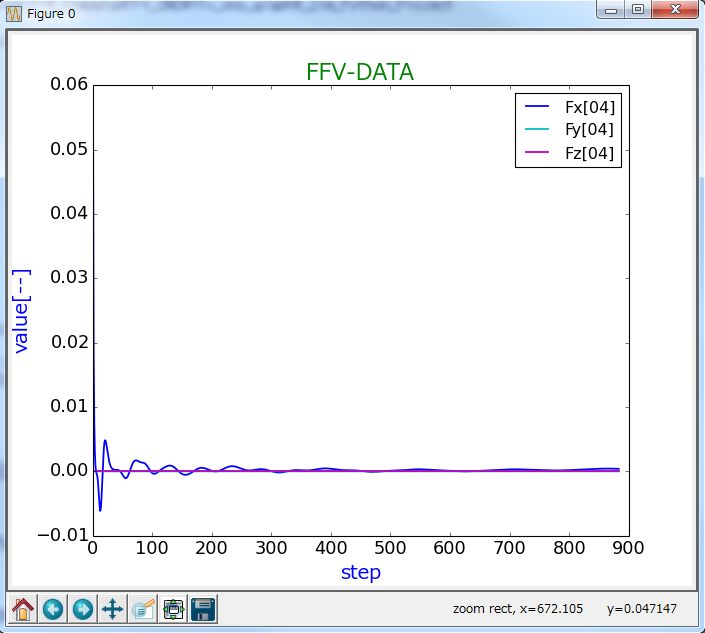 Figure 0
FFV-DATA
Fx[04]
Fy[04]
Fz[04]
0.06
0.05
0.04
0.03
0.02
0.01
0.00
−0.01
value[--]
0 100 200 300 400 500 600 700 800 900
step
zoom rect, x=672.105 y=0.047147